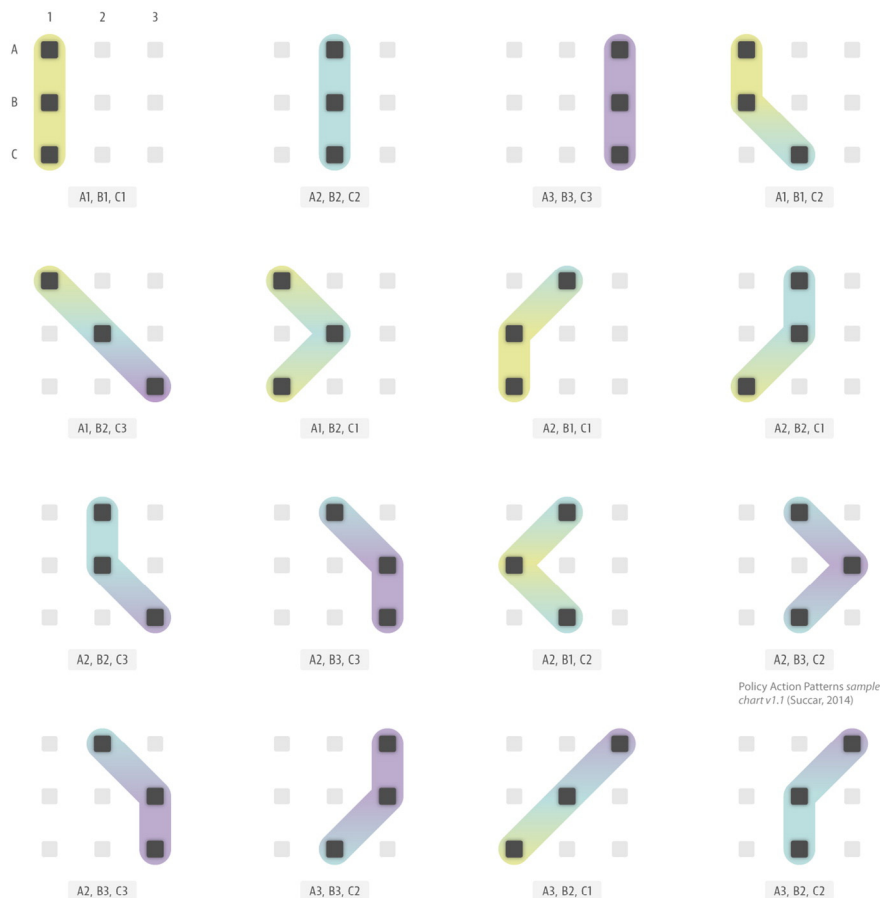 1 2 3
A
B
C
A1, B1, C1
A2, B2, C2
A3, B3, C3
A1, B1, C2
A1, B2, C3
A1, B2, C1
A2, B1, C1
A2, B2, C1
A2, B2, C3
A2, B3, C3
A2, B1, C2
A2, B3, C2
Policy Action Patterns sample
chart v1.1 (Succar, 2014)
A2, B3, C3
A3, B3, C2
A3, B2, C1
A3, B2, C2